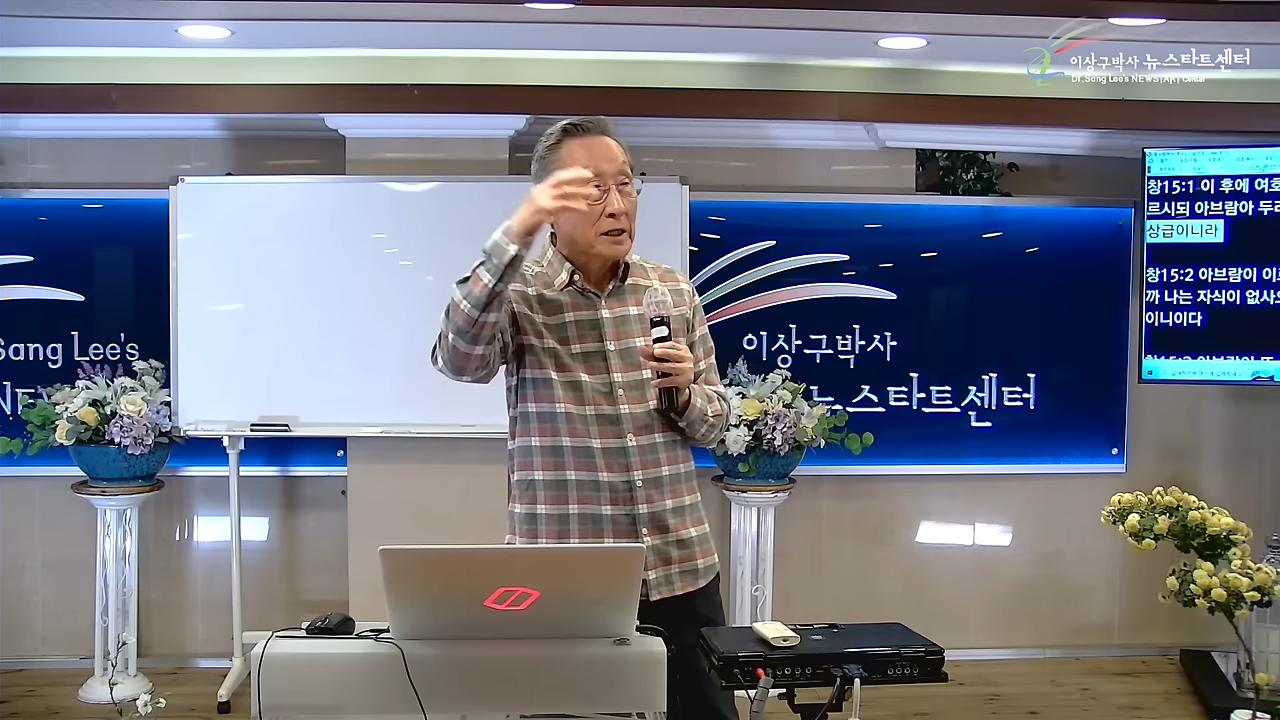 이상구박사 뉴스타트센터
Dr.Sang Lee's NEWSTART Center
창15:1 이 후에 여호
르시되 아브람아 두려
상급이니라
창15:2 아브람이 이르
까 나는 자식이 없사오
이니이다
Sang Lee's
이상구박사
뉴스타트센터